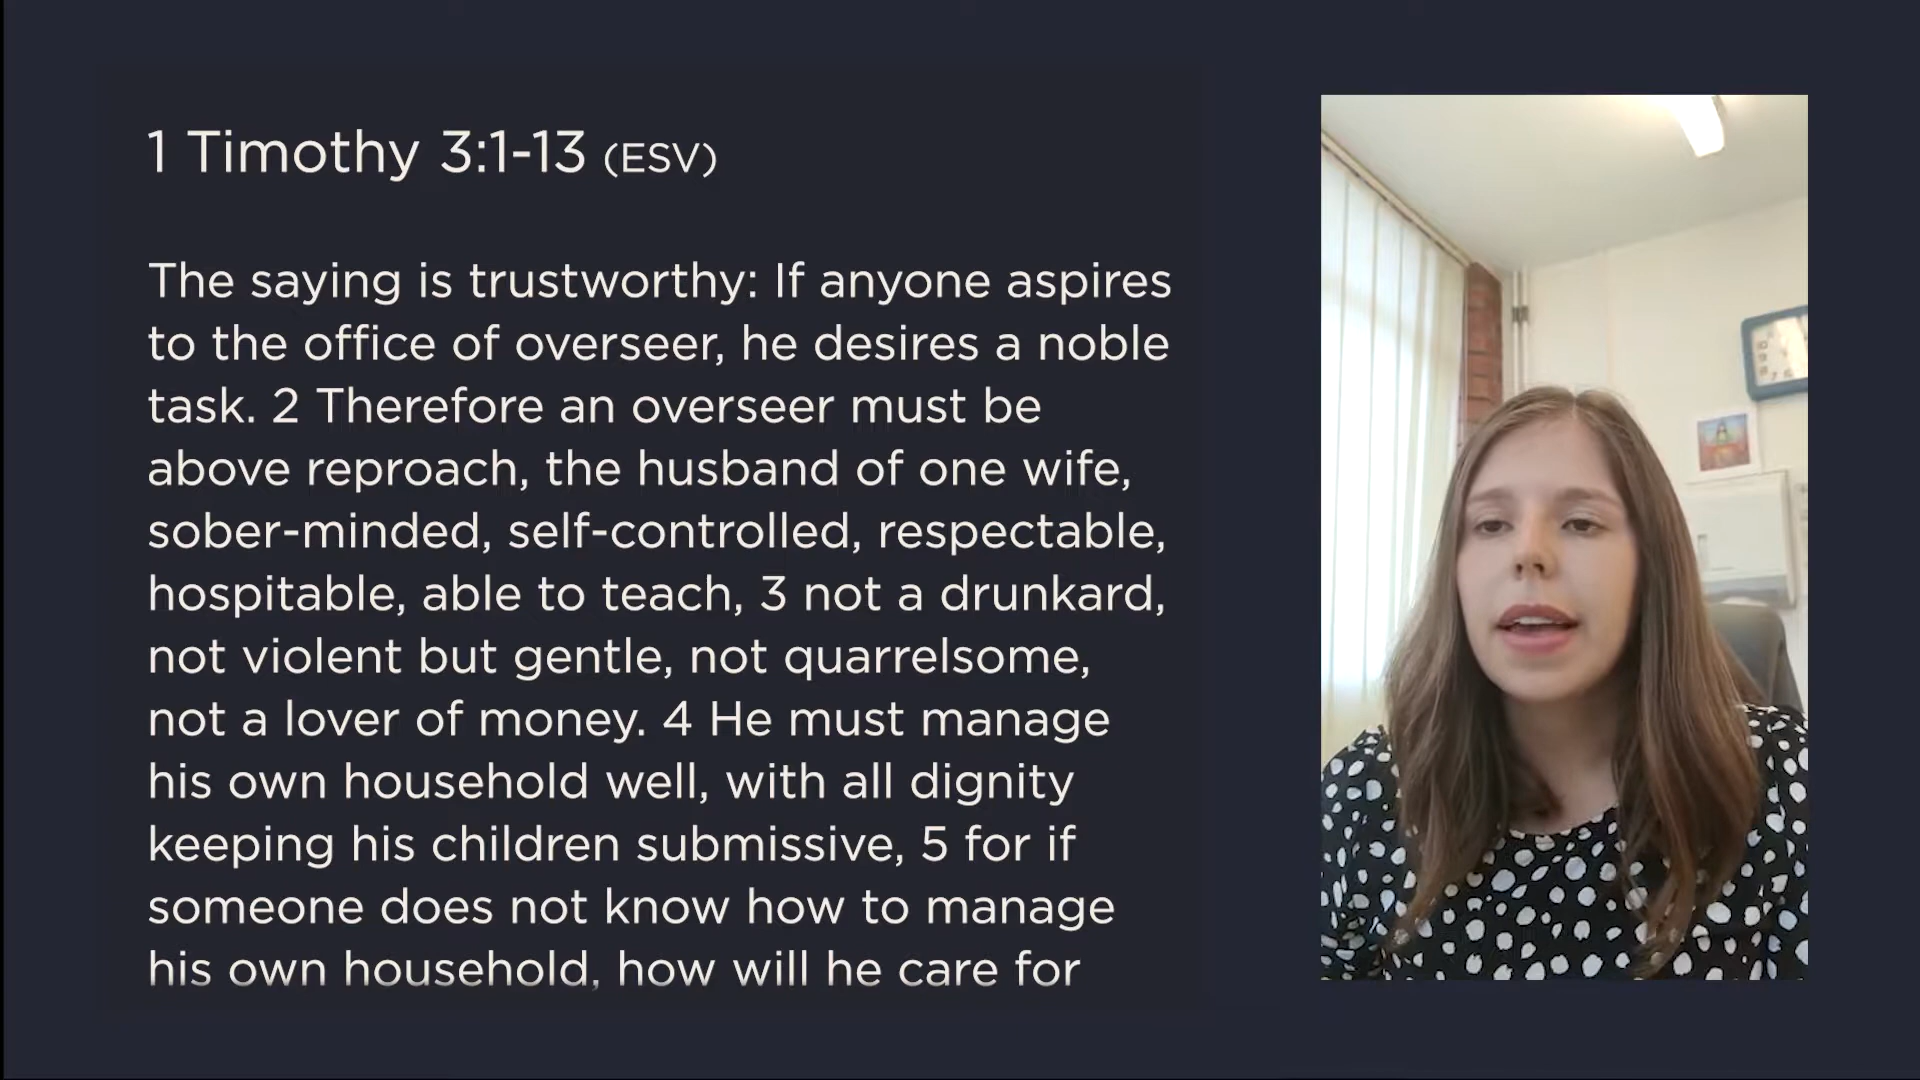 1 Timothy 3:1-13 (ESV)
The saying is trustworthy: If anyone aspires
to the office of overseer, he desires a noble
task. 2 Therefore an overseer must be
above reproach, the husband of one wife,
sober-minded, self-controlled, respectable,
hospitable, able to teach, 3 not a drunkard,
not violent but gentle, not quarrelsome,
not a lover of money. 4 He must manage
his own household well, with all dignity
keeping his children submissive, 5 for if
someone does not know how to manage
his own household, how will he care for